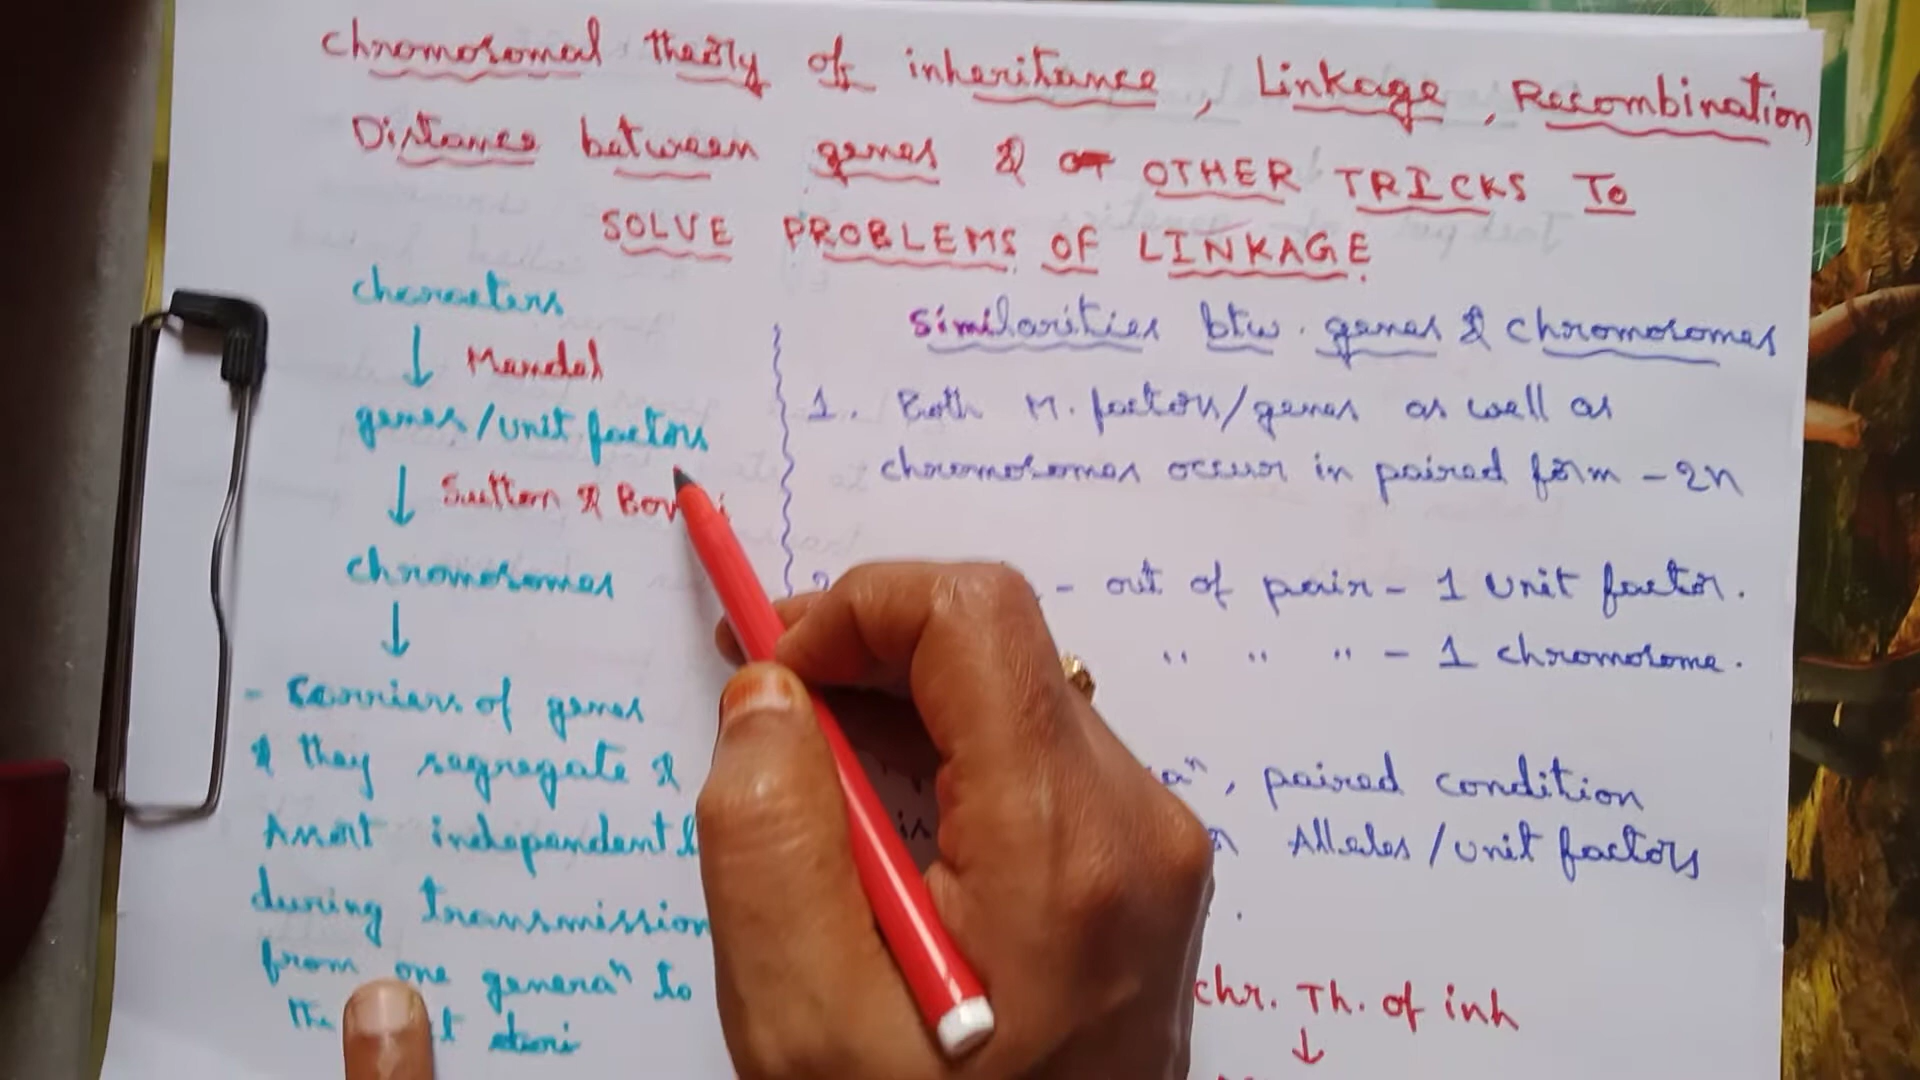 Chromosomal theory of inheritance, Linkage, Recombination,
Distance between genes & OTHER TRICKS TO
SOLVE PROBLEMS OF LINKAGE
characters
↓ Mendel
genes/unit factors
↓ Sutton &
chromosomes
↓
- Carriers of genes
& they segregate &
Assort independentl
during transmission
from one genera^n to
Similarities btw. genes & chromosomes
1. Both M. factors/genes as well as
chromosomes occur in paired form - 2n
- out of pair - 1 Unit factor.
" " " - 1 chromosome.
, paired condition
Alleles/unit factors
.
chr. Th. of inh
↓